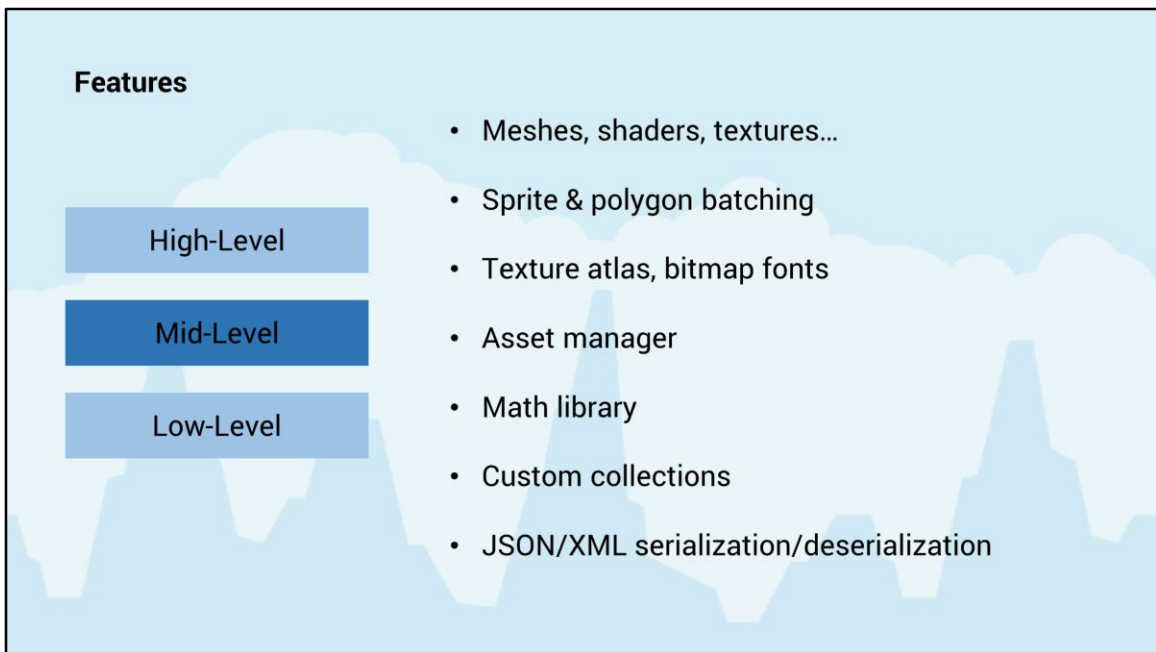 Features
High-Level
Mid-Level
Low-Level
• Meshes, shaders, textures…
• Sprite & polygon batching
• Texture atlas, bitmap fonts
• Asset manager
• Math library
• Custom collections
• JSON/XML serialization/deserialization